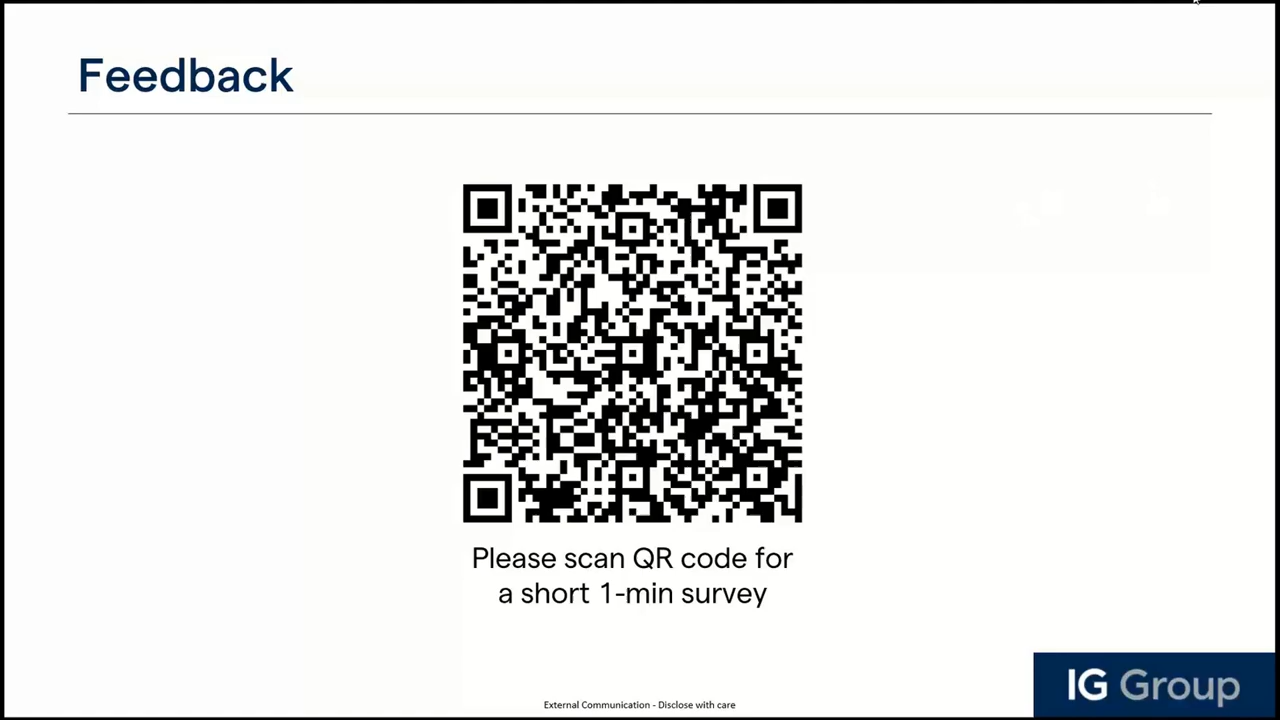 Feedback
Please scan QR code for
a short 1-min survey
IG Group
External Communication - Disclose with care